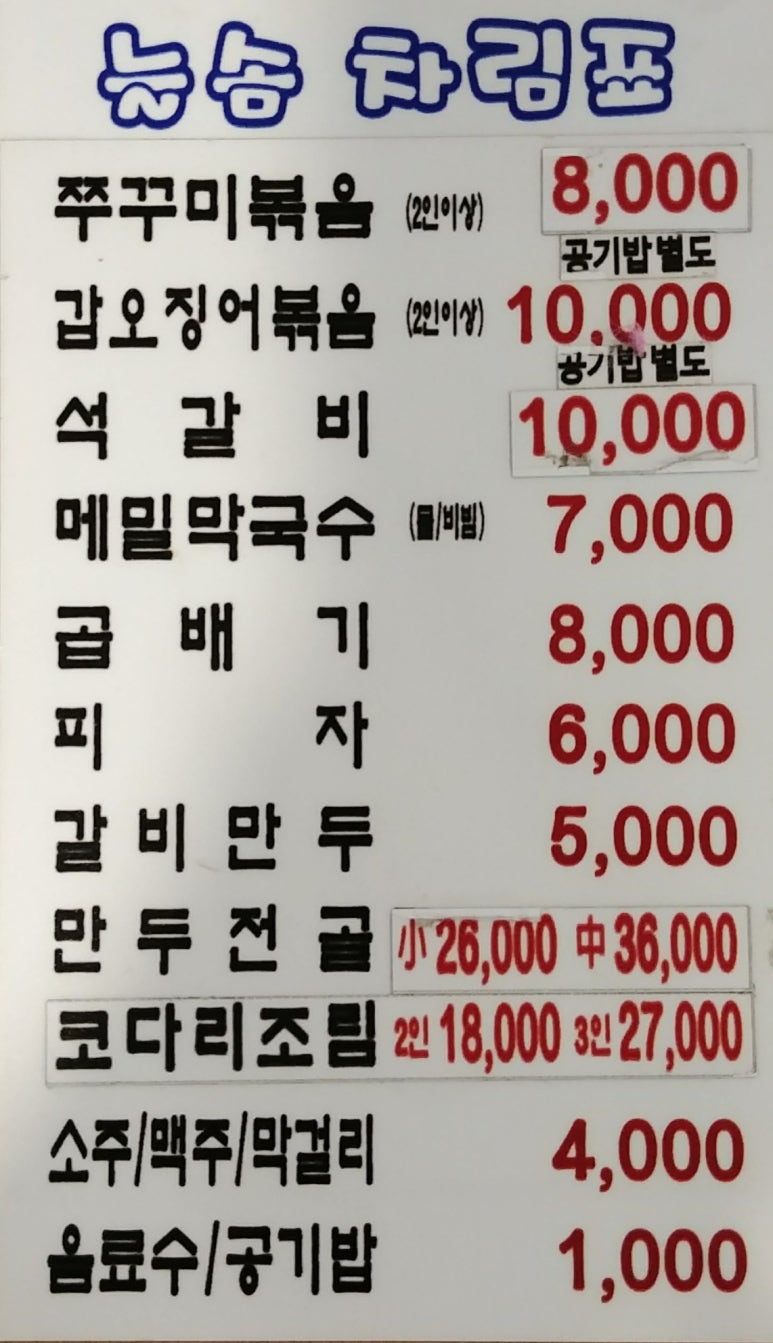 늘송 차림표
쭈꾸미볶음 (2인이상) 8,000
공기밥별도
갑오징어볶음 (2인이상) 10,000
공기밥별도
석갈비 10,000
메밀막국수 (물/비빔) 7,000
곱배기 8,000
피자 6,000
갈비만두 5,000
만두전골 小 26,000 中 36,000
코다리조림 2인 18,000 3인 27,000
소주/맥주/막걸리 4,000
음료수/공기밥 1,000